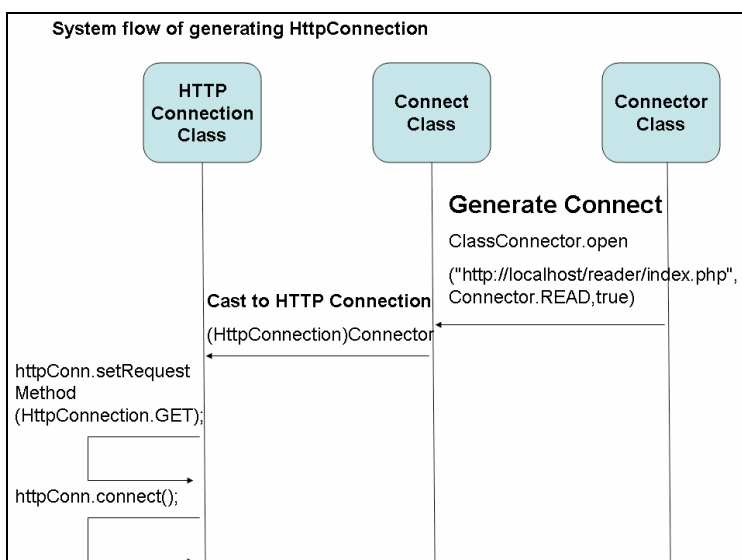 System flow of generating HttpConnection
HTTP
Connection
Class
Connect
Class
Connector
Class
Generate Connect
ClassConnector.open
("http://localhost/reader/index.php",
Connector.READ,true)
Cast to HTTP Connection
(HttpConnection)Connector
httpConn.setRequest
Method
(HttpConnection.GET);
httpConn.connect();